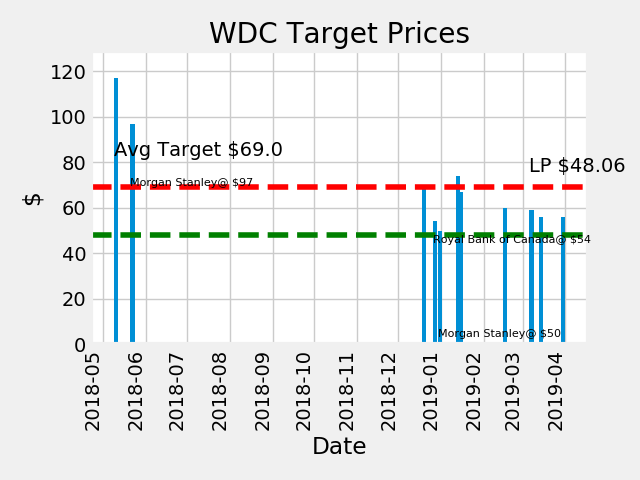 WDC Target Prices
120
100
80
60
40
20
0
$
Avg Target $69.0
LP $48.06
Morgan Stanley@ $97
Royal Bank of Canada@ $54
Morgan Stanley@ $50
2018-05
2018-06
2018-07
2018-08
2018-09
2018-10
2018-11
2018-12
2019-01
2019-02
2019-03
2019-04
Date